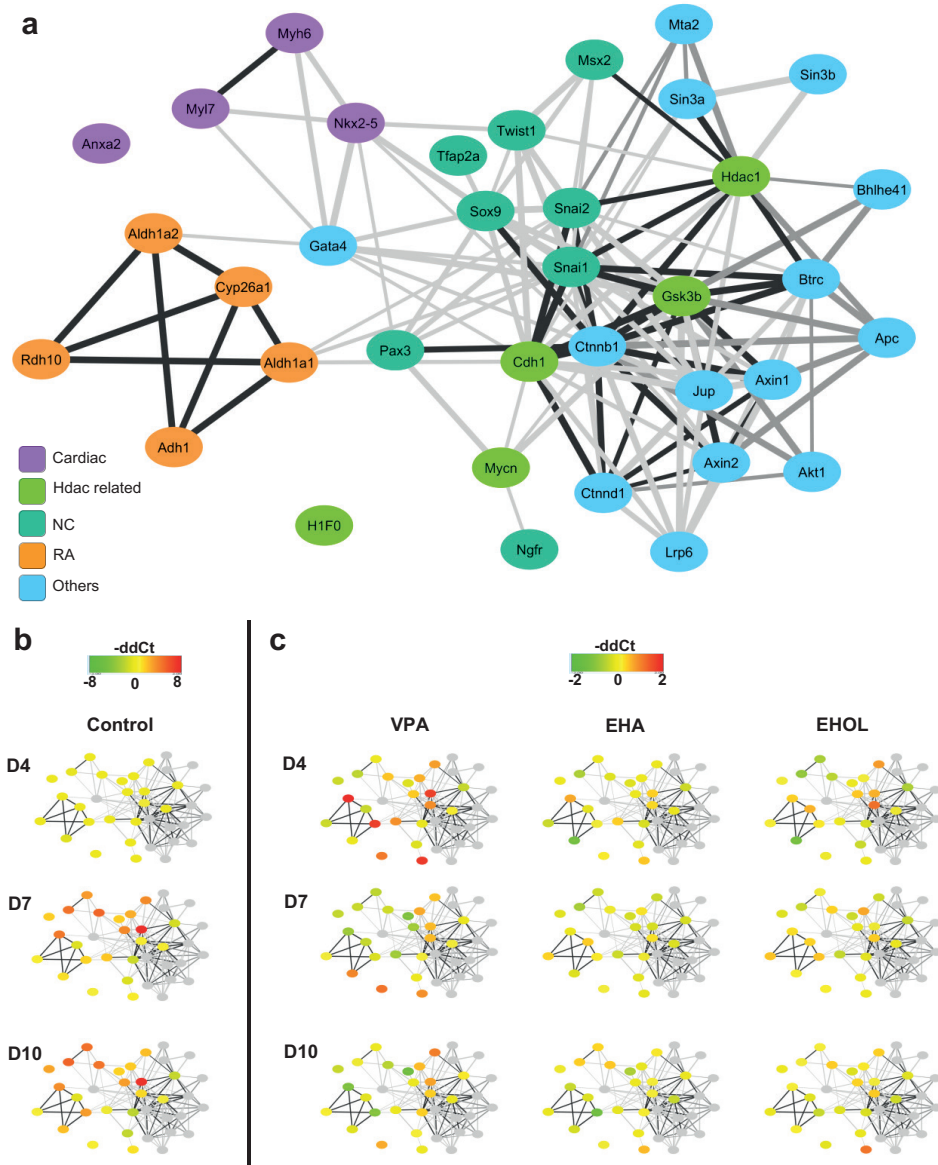 a
Myh6
Mta2
Msx2
Sin3b
Sin3a
Myl7
Nkx2-5
Twist1
Anxa2
Tfap2a
Hdac1
Bhlhe41
Sox9
Snai2
Aldh1a2
Gata4
Snai1
Cyp26a1
Gsk3b
Btrc
Rdh10
Aldh1a1
Pax3
Cdh1
Ctnnb1
Apc
Jup
Axin1
Adh1
Mycn
Axin2
Akt1
Ctnnd1
H1F0
Ngfr
Lrp6
Cardiac
Hdac related
NC
RA
Others
b
-ddCt
-8 0 8
Control
D4
D7
D10
c
-ddCt
-2 0 2
VPA EHA EHOL
D4
D7
D10